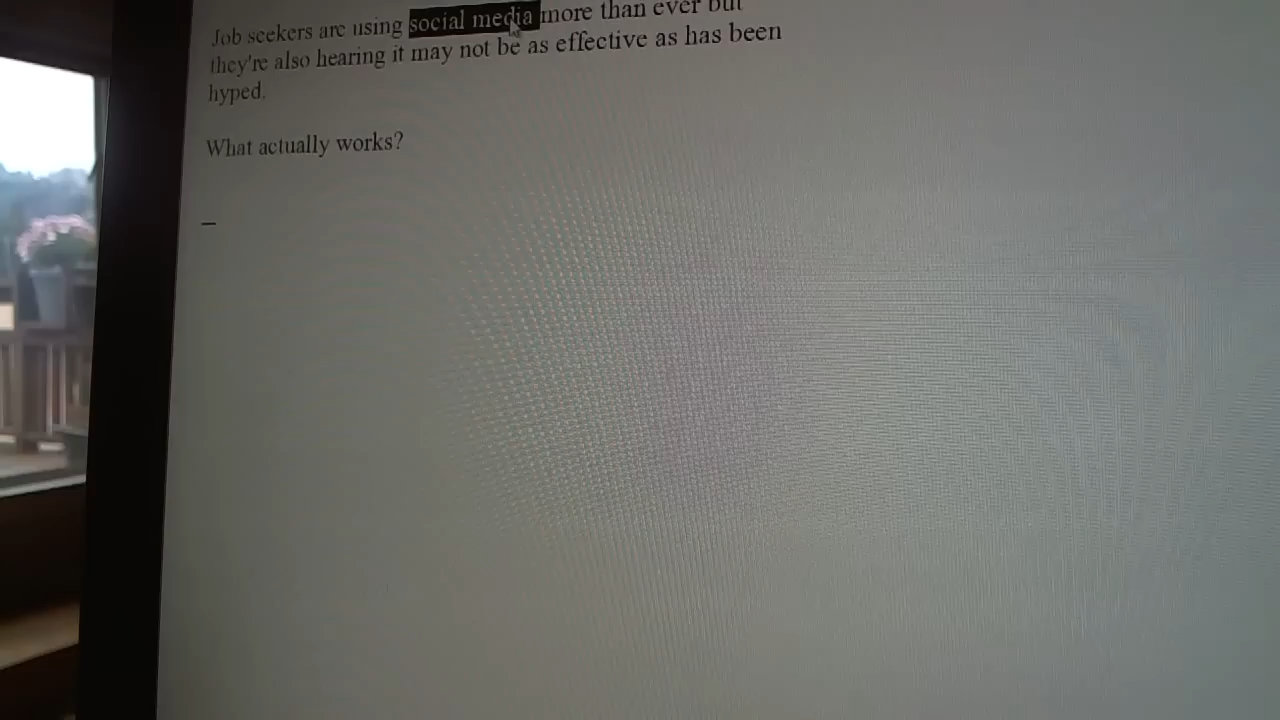 Job seekers are using social media more than ever but
they're also hearing it may not be as effective as has been
hyped.
What actually works?